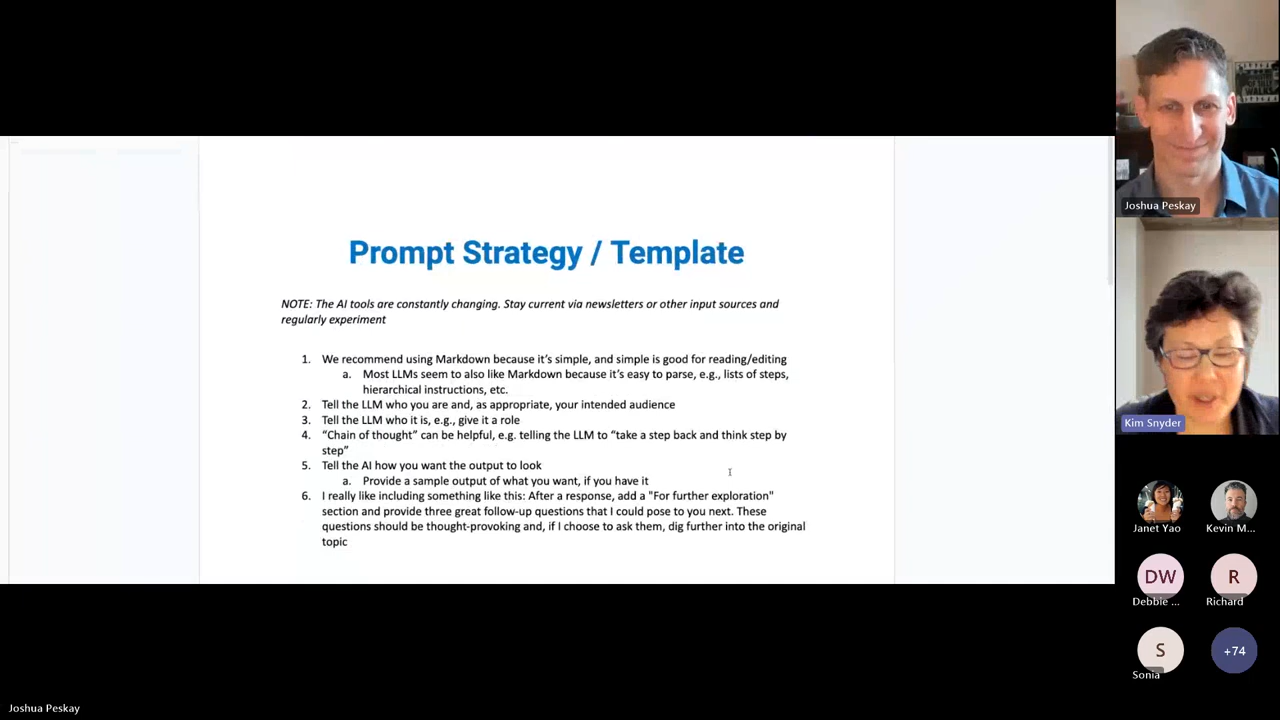 Prompt Strategy / Template
NOTE: The AI tools are constantly changing. Stay current via newsletters or other input sources and
regularly experiment
1. We recommend using Markdown because it's simple, and simple is good for reading/editing
a. Most LLMs seem to also like Markdown because it's easy to parse, e.g., lists of steps,
hierarchical instructions, etc.
2. Tell the LLM who you are and, as appropriate, your intended audience
3. Tell the LLM who it is, e.g., give it a role
4. “Chain of thought” can be helpful, e.g. telling the LLM to “take a step back and think step by
step”
5. Tell the AI how you want the output to look
a. Provide a sample output of what you want, if you have it
6. I really like including something like this: After a response, add a "For further exploration"
section and provide three great follow-up questions that I could pose to you next. These
questions should be thought-provoking and, if I choose to ask them, dig further into the original
topic
WALKS
Joshua Peskay
Kim Snyder
Janet Yao
Kevin M...
DW
R
Debbie ...
Richard
S
+74
Sonia
Joshua Peskay